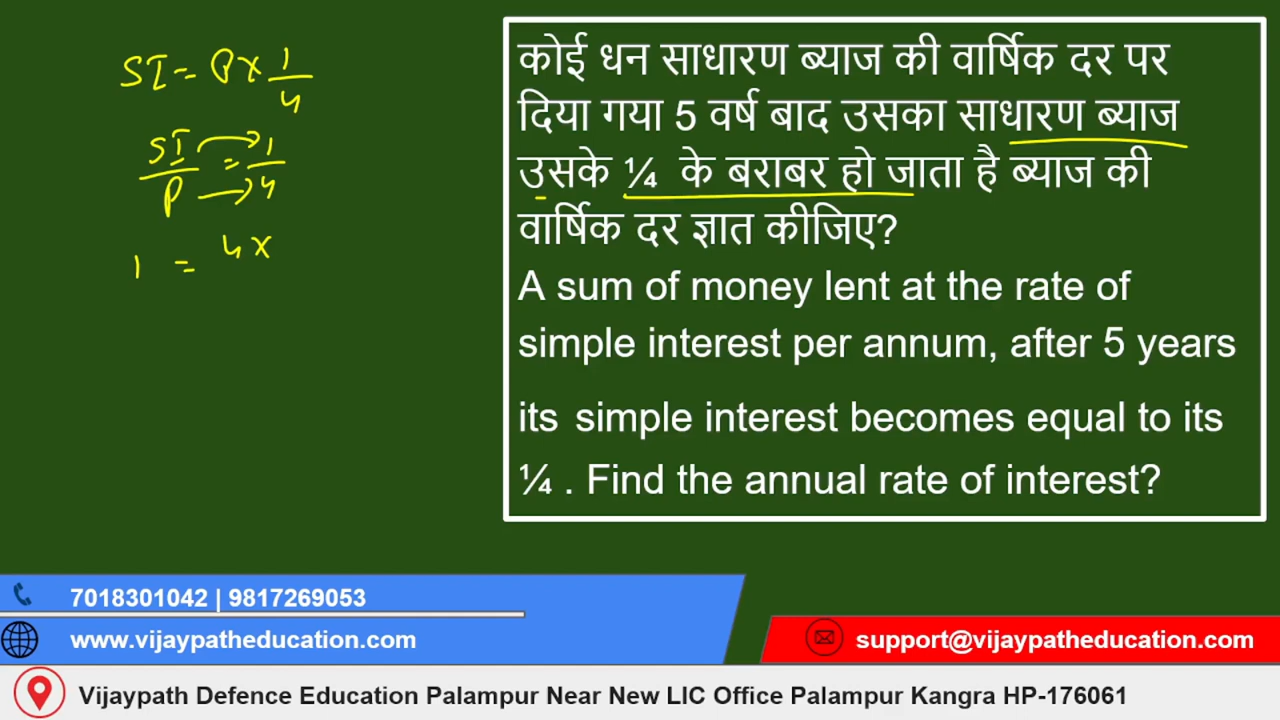 SI = P × 1/4
SI/P = 1/4
1 = 4 ×
कोई धन साधारण ब्याज की वार्षिक दर पर
दिया गया 5 वर्ष बाद उसका साधारण ब्याज
उसके ¼ के बराबर हो जाता है ब्याज की
वार्षिक दर ज्ञात कीजिए?
A sum of money lent at the rate of
simple interest per annum, after 5 years
its simple interest becomes equal to its
¼ . Find the annual rate of interest?
7018301042 | 9817269053
www.vijaypatheducation.com
support@vijaypatheducation.com
Vijaypath Defence Education Palampur Near New LIC Office Palampur Kangra HP-176061